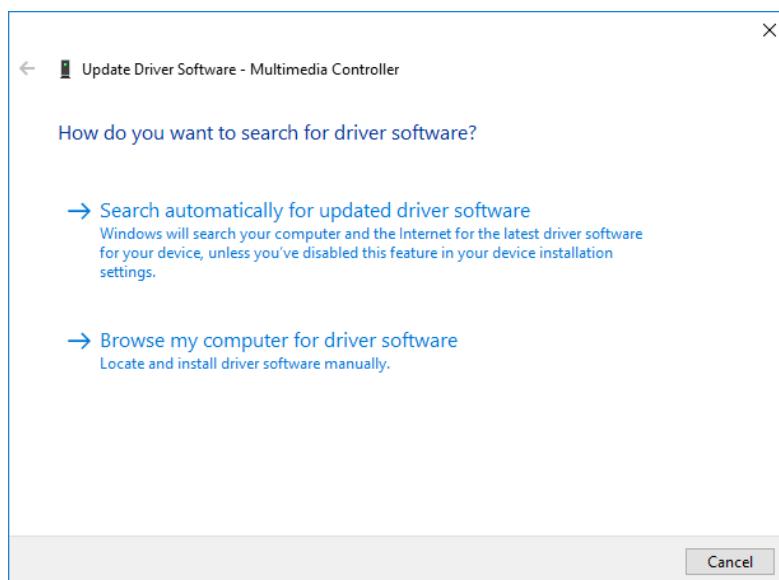 Update Driver Software - Multimedia Controller
How do you want to search for driver software?
Search automatically for updated driver software
Windows will search your computer and the Internet for the latest driver software
for your device, unless you've disabled this feature in your device installation
settings.
Browse my computer for driver software
Locate and install driver software manually.
Cancel